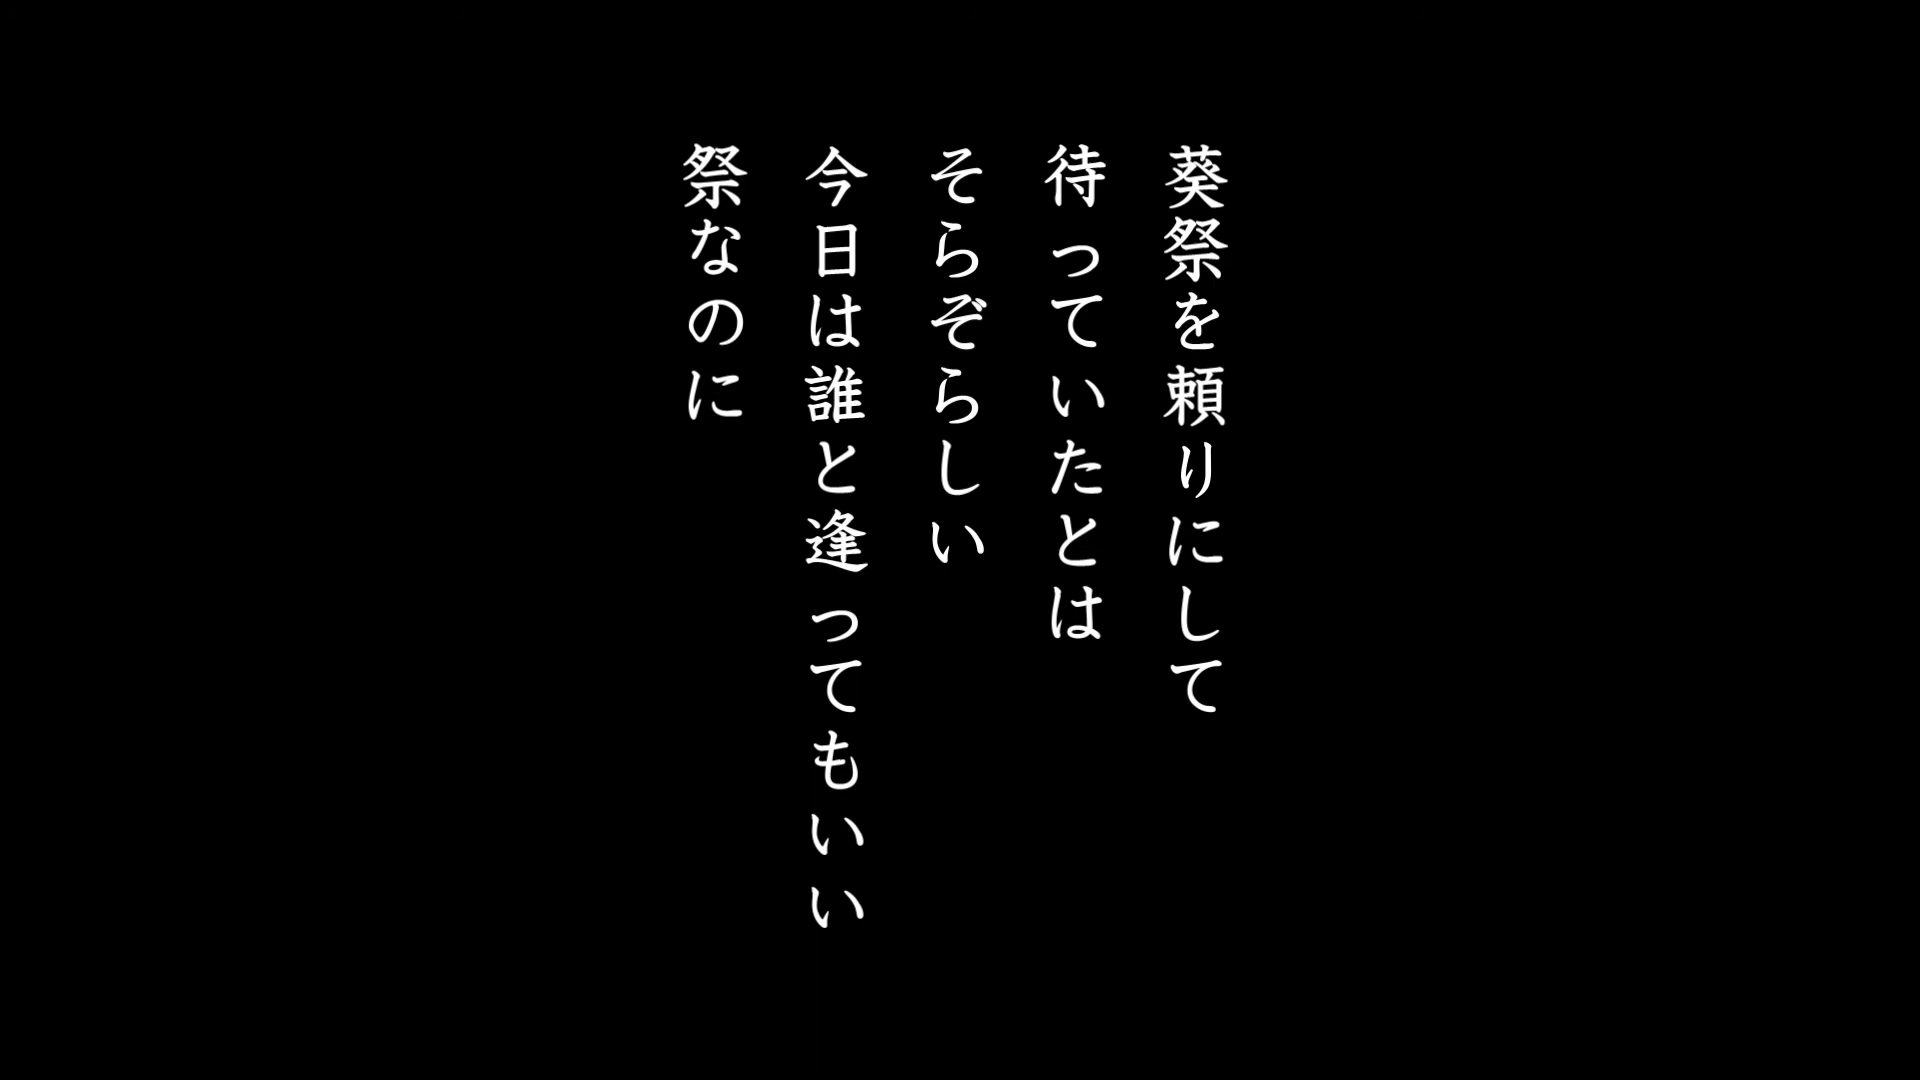 葵祭を頼りにして
待っていたとは
そらぞらしい
今日は誰と逢ってもいい
祭なのに